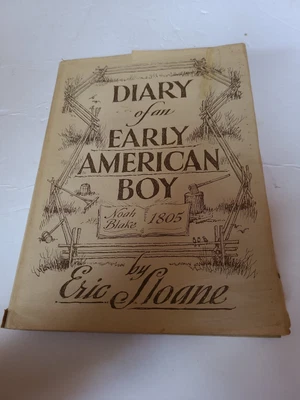 DIARY
of an
EARLY
AMERICAN
BOY
Noah Blake 1805
by
Eric Sloane